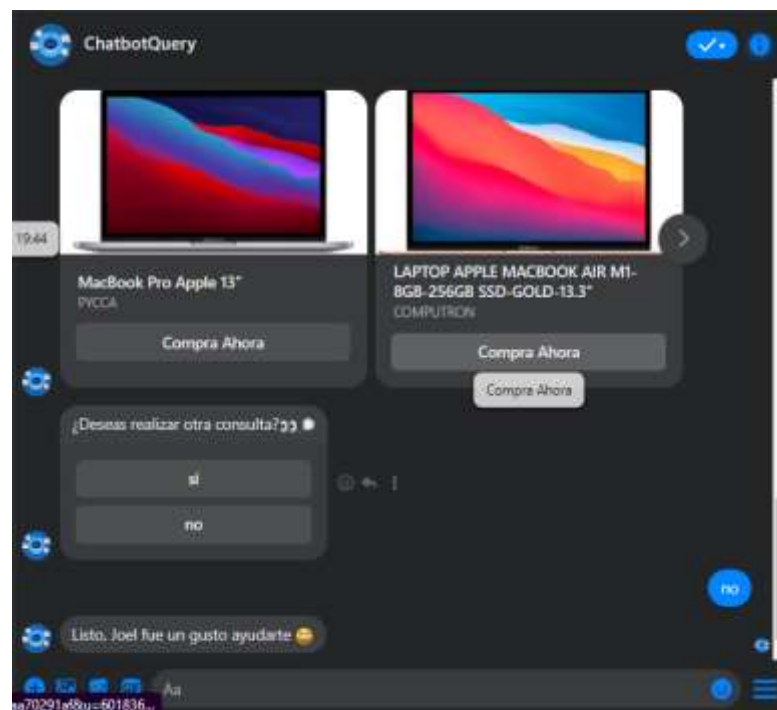 ChatbotQuery
19:44
MacBook Pro Apple 13"
PYCCA
Compra Ahora
LAPTOP APPLE MACBOOK AIR M1-
8GB-256GB SSD-GOLD-13.3"
COMPUTRON
Compra Ahora
Compra Ahora
¿Deseas realizar otra consulta?
si
no
no
Listo, Joel fue un gusto ayudarte 😄
Aa